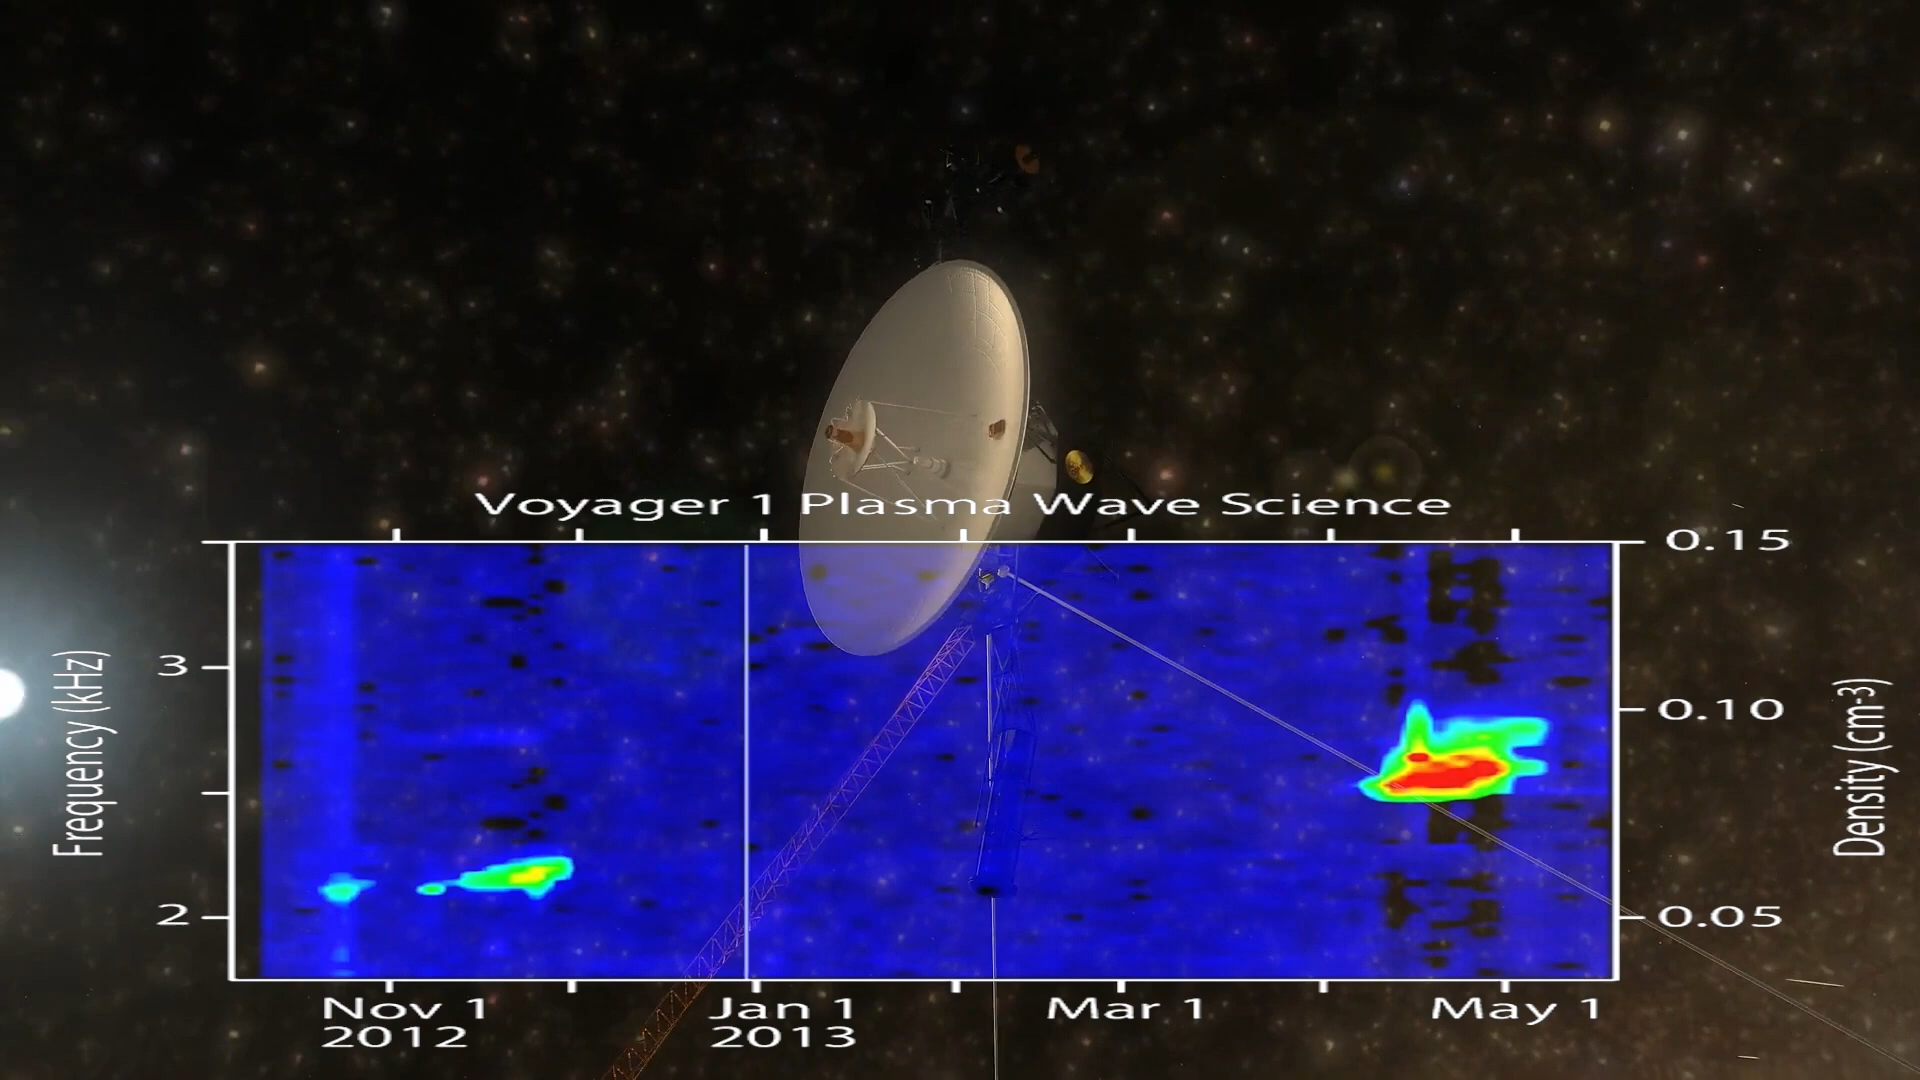 Voyager 1 Plasma Wave Science
0.15
3
0.10
Frequency (kHz)
Density (cm-3)
2
0.05
Nov 1
2012
Jan 1
2013
Mar 1
May 1